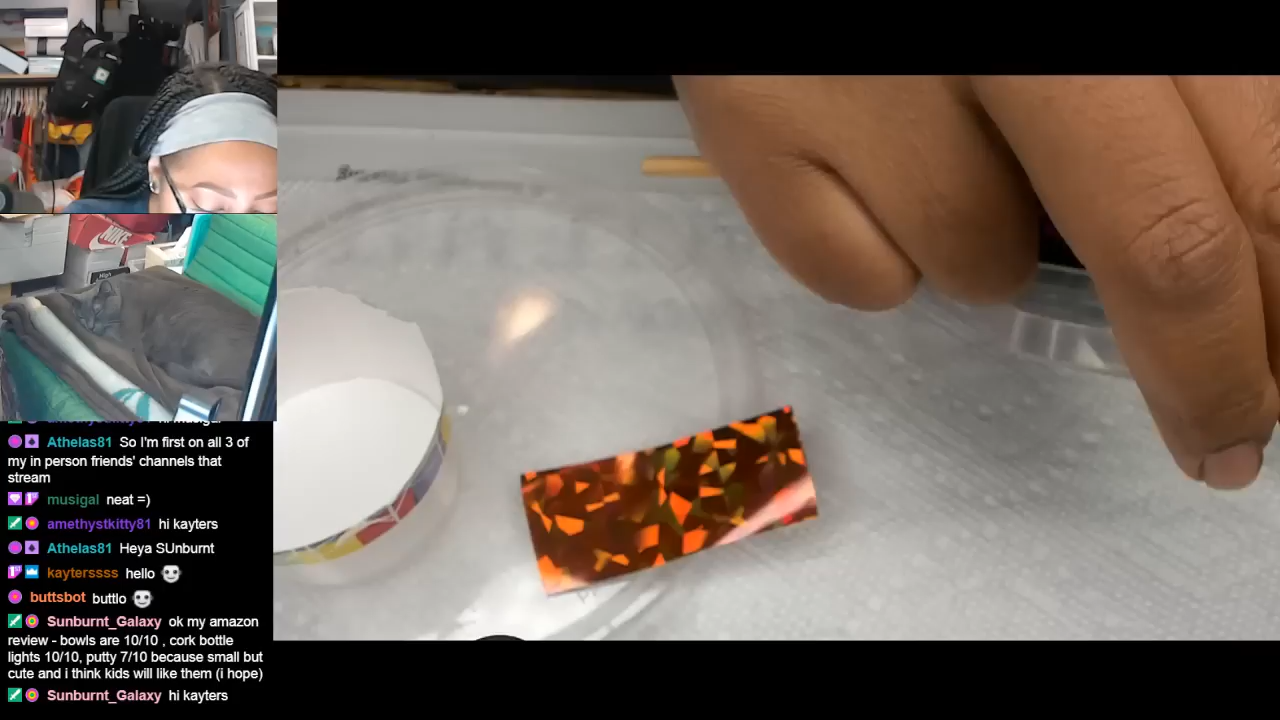 NIKE
High
Athelas81 So I'm first on all 3 of
my in person friends' channels that
stream
musigal neat =)
amethystkitty81 hi kayters
Athelas81 Heya SUnburnt
kayterssss hello
buttsbot buttlo
Sunburnt_Galaxy ok my amazon
review - bowls are 10/10 , cork bottle
lights 10/10, putty 7/10 because small but
cute and i think kids will like them (i hope)
Sunburnt_Galaxy hi kayters